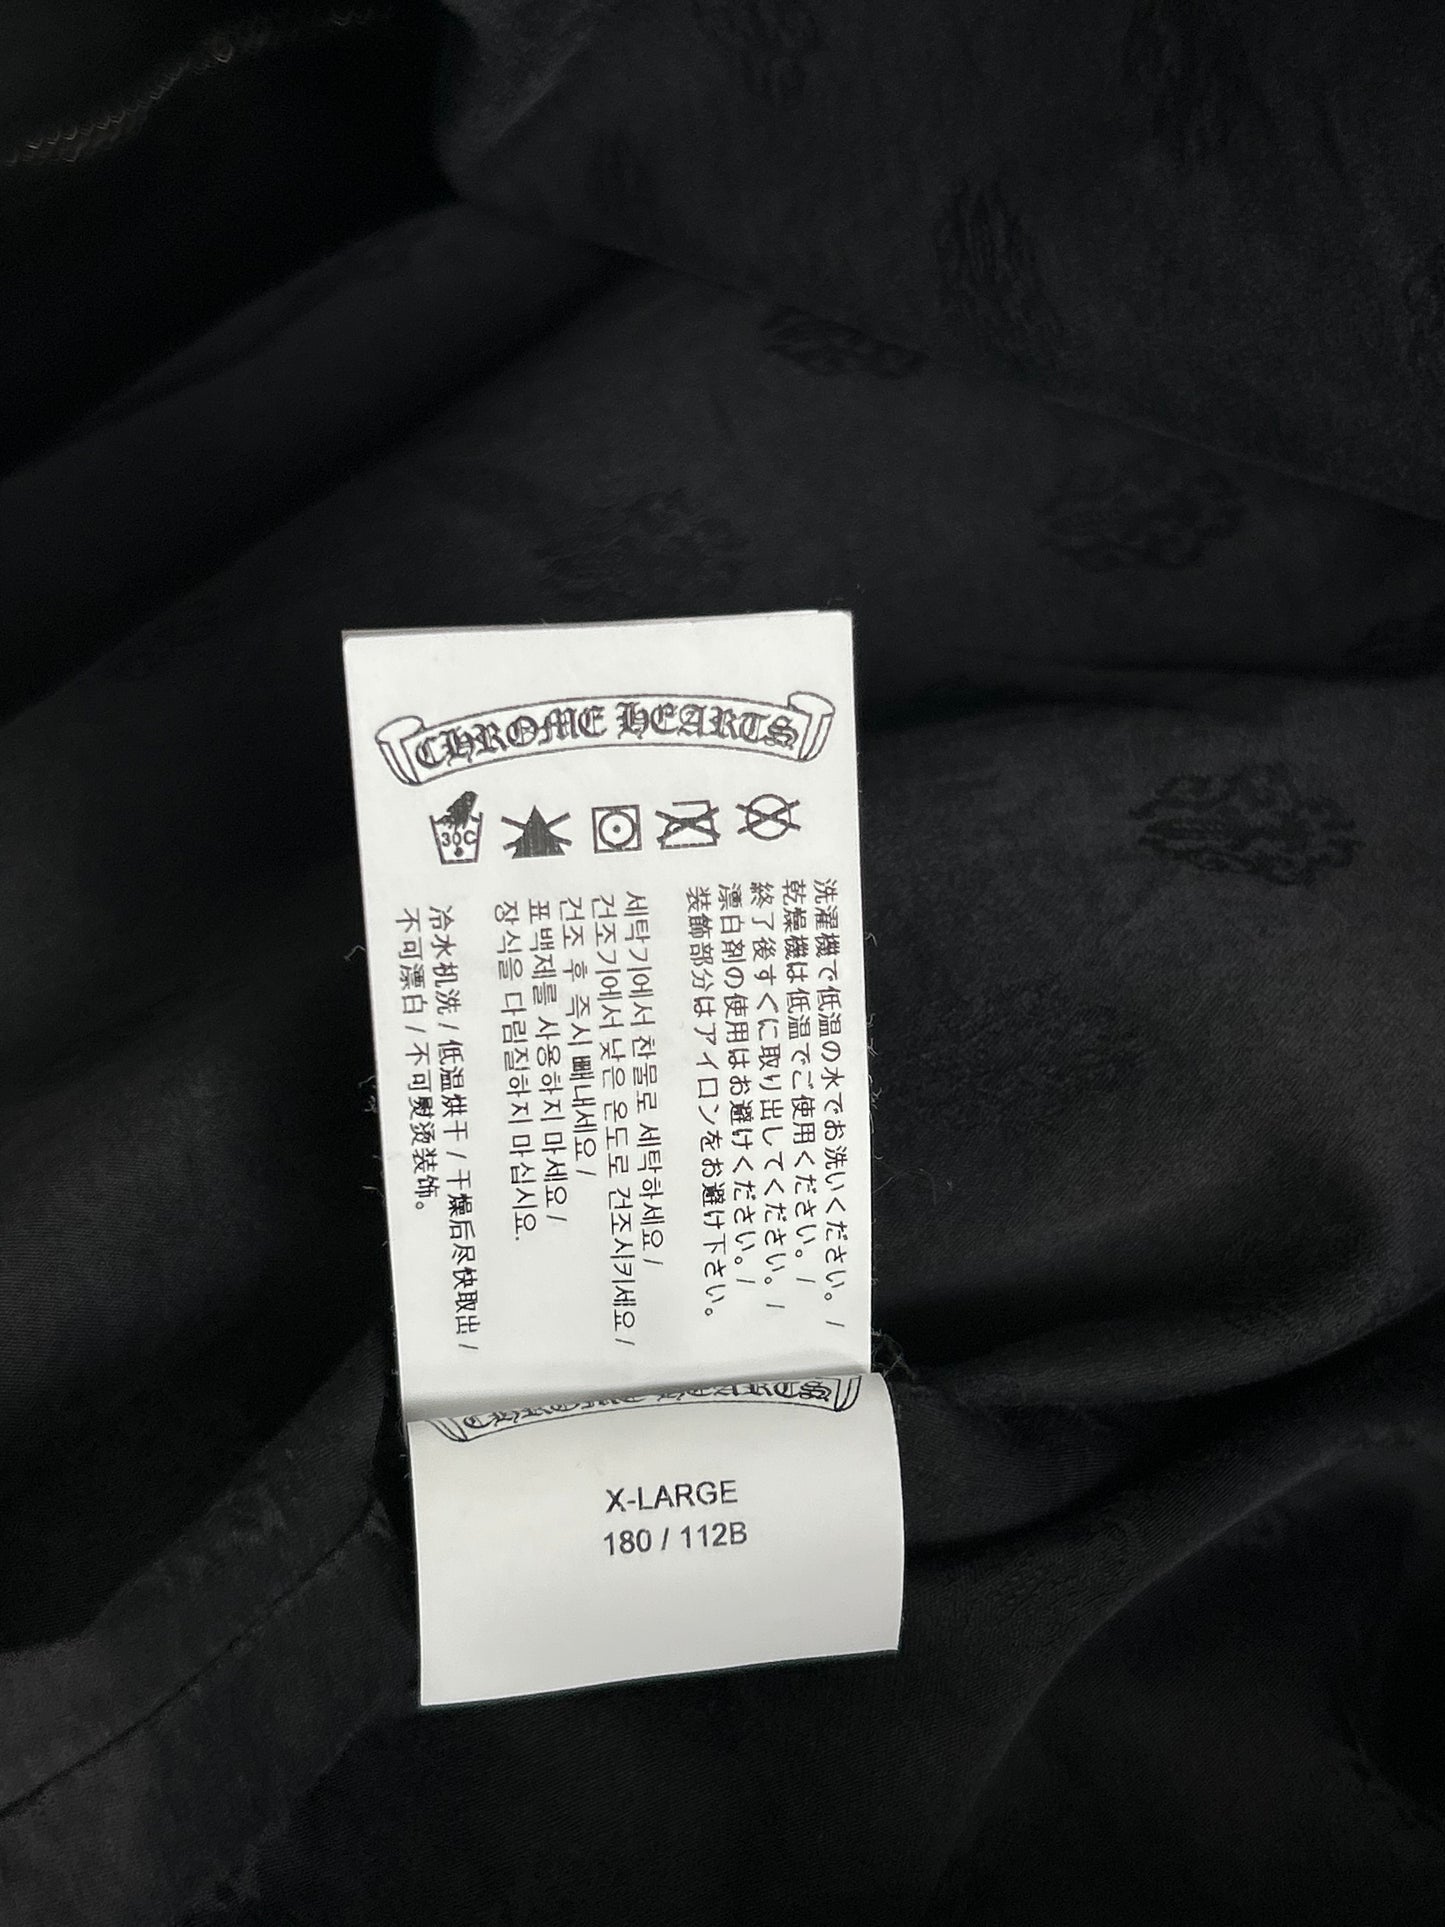 CHROME HEARTS
30C
洗濯機で低温の水でお洗いください。/
乾燥機は低温でご使用ください。/
終了後すぐに取り出してください。/
漂白剤の使用はお避けください。/
装飾部分はアイロンをお避け下さい。
세탁기에서 찬물로 세탁하세요 /
건조기에서 낮은 온도로 건조시키세요 /
건조 후 즉시 빼내세요 /
표백제를 사용하지 마세요 /
장식을 다림질하지 마십시요.
冷水机洗 / 低温烘干 / 干燥后尽快取出 /
不可漂白 / 不可熨烫装饰。
CHROME HEARTS
X-LARGE
180 / 112B